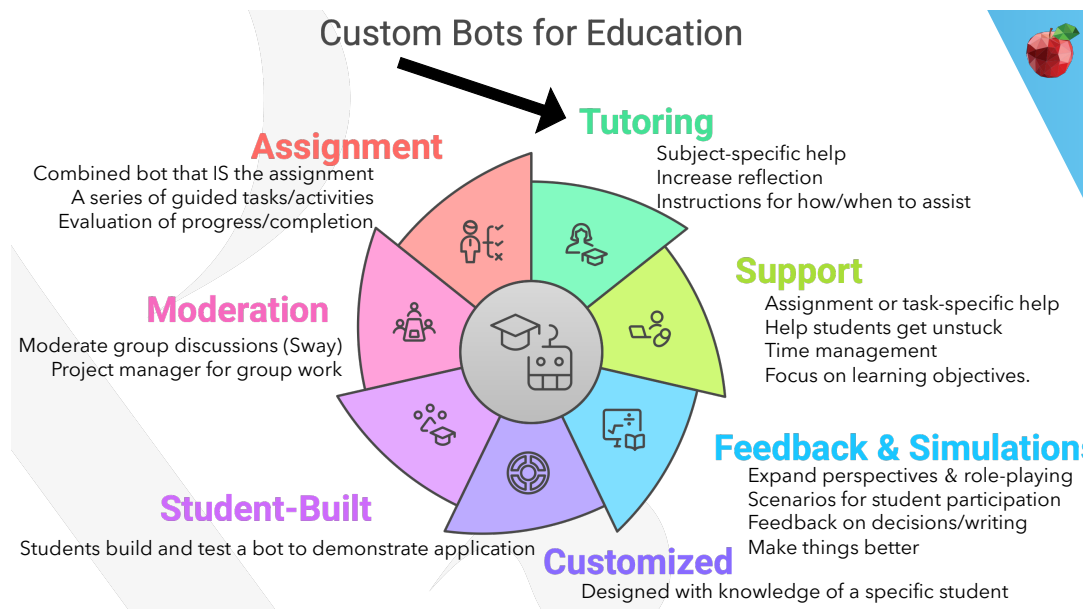 Custom Bots for Education
Tutoring
Subject-specific help
Increase reflection
Instructions for how/when to assist
Support
Assignment or task-specific help
Help students get unstuck
Time management
Focus on learning objectives.
Feedback & Simulations
Expand perspectives & role-playing
Scenarios for student participation
Feedback on decisions/writing
Make things better
Customized
Designed with knowledge of a specific student
Student-Built
Students build and test a bot to demonstrate application
Moderation
Moderate group discussions (Sway)
Project manager for group work
Assignment
Combined bot that IS the assignment
A series of guided tasks/activities
Evaluation of progress/completion